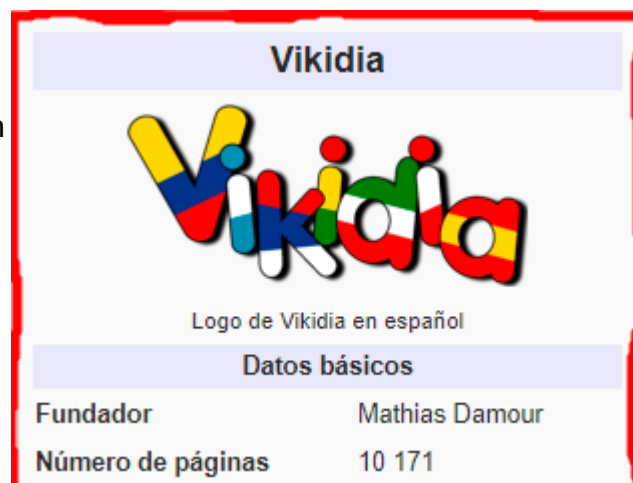 Vikidia
Vikidia
Logo de Vikidia en español
Datos básicos
Fundador Mathias Damour
Número de páginas 10 171